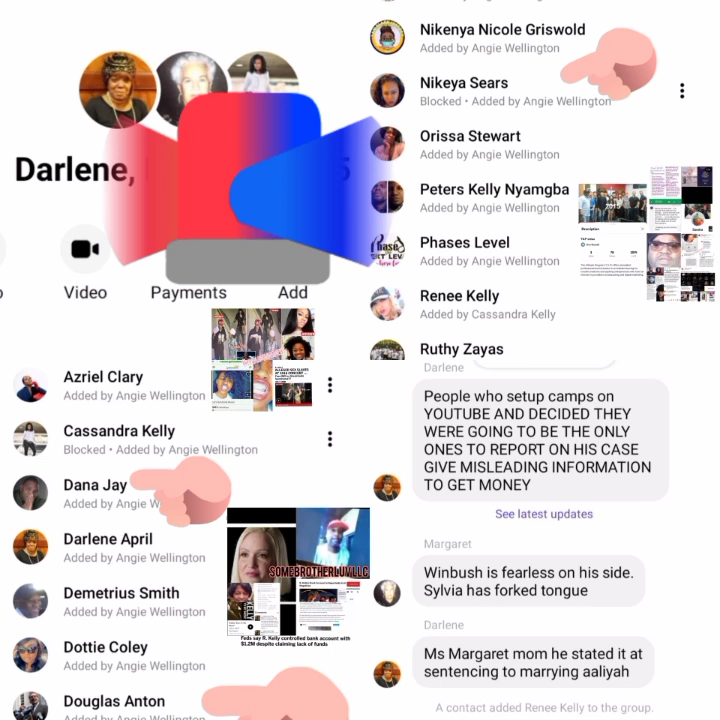 Darlene,
5
Video
Payments
Add
Azriel Clary
Added by Angie Wellington
Cassandra Kelly
Blocked • Added by Angie Wellington
Dana Jay
Added by Angie W
Darlene April
Added by Angie Wellington
Demetrius Smith
Added by Angie Wellington
Dottie Coley
Added by Angie Wellington
Douglas Anton
Added by Angie Wellington
SOMEBROTHERLUVLLC
Feds say R. Kelly controlled bank account with
$1.2M despite claiming lack of funds
Nikenya Nicole Griswold
Added by Angie Wellington
Nikeya Sears
Blocked • Added by Angie Wellington
Orissa Stewart
Added by Angie Wellington
Peters Kelly Nyamgba
Added by Angie Wellington
Phases Level
Added by Angie Wellington
Renee Kelly
Added by Cassandra Kelly
Ruthy Zayas
Darlene
People who setup camps on
YOUTUBE AND DECIDED THEY
WERE GOING TO BE THE ONLY
ONES TO REPORT ON HIS CASE
GIVE MISLEADING INFORMATION
TO GET MONEY
See latest updates
Margaret
Winbush is fearless on his side.
Sylvia has forked tongue
Darlene
Ms Margaret mom he stated it at
sentencing to marrying aaliyah
A contact added Renee Kelly to the group.